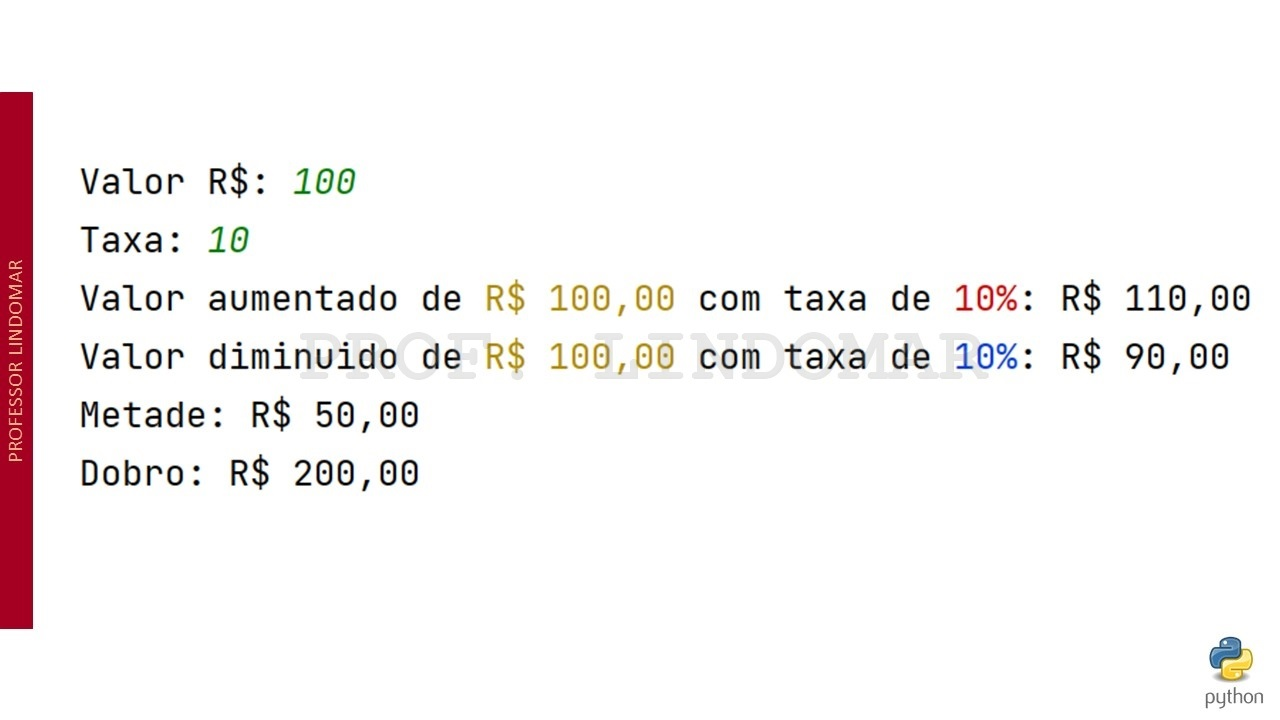 PROFESSOR LINDOMAR
Valor R$: 100
Taxa: 10
Valor aumentado de R$ 100,00 com taxa de 10%: R$ 110,00
PROF. LINDOMAR
Valor diminuido de R$ 100,00 com taxa de 10%: R$ 90,00
Metade: R$ 50,00
Dobro: R$ 200,00
python